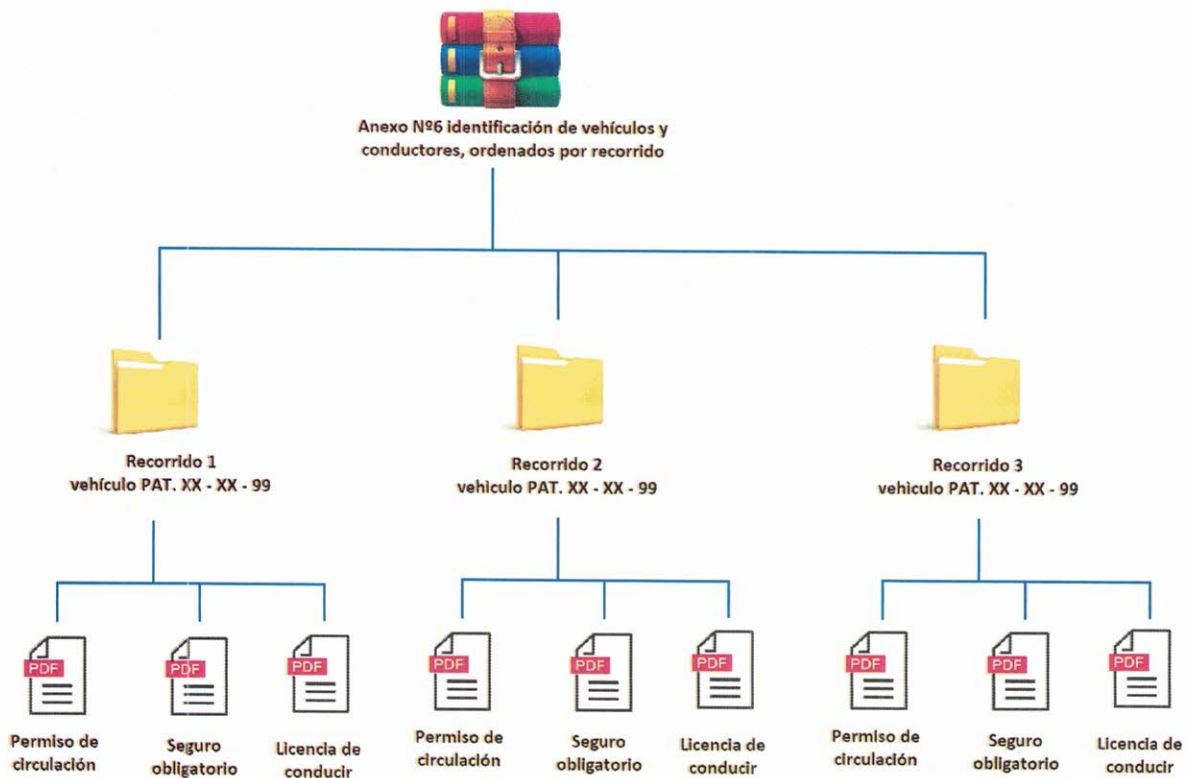 Anexo Nº6 identificación de vehículos y
conductores, ordenados por recorrido
Recorrido 1
vehículo PAT. XX - XX - 99
Recorrido 2
vehículo PAT. XX - XX - 99
Recorrido 3
vehículo PAT. XX - XX - 99
PDF
PDF
PDF
PDF
PDF
PDF
PDF
PDF
PDF
Permiso de
circulación
Seguro
obligatorio
Licencia de
conducir
Permiso de
circulación
Seguro
obligatorio
Licencia de
conducir
Permiso de
circulación
Seguro
obligatorio
Licencia de
conducir